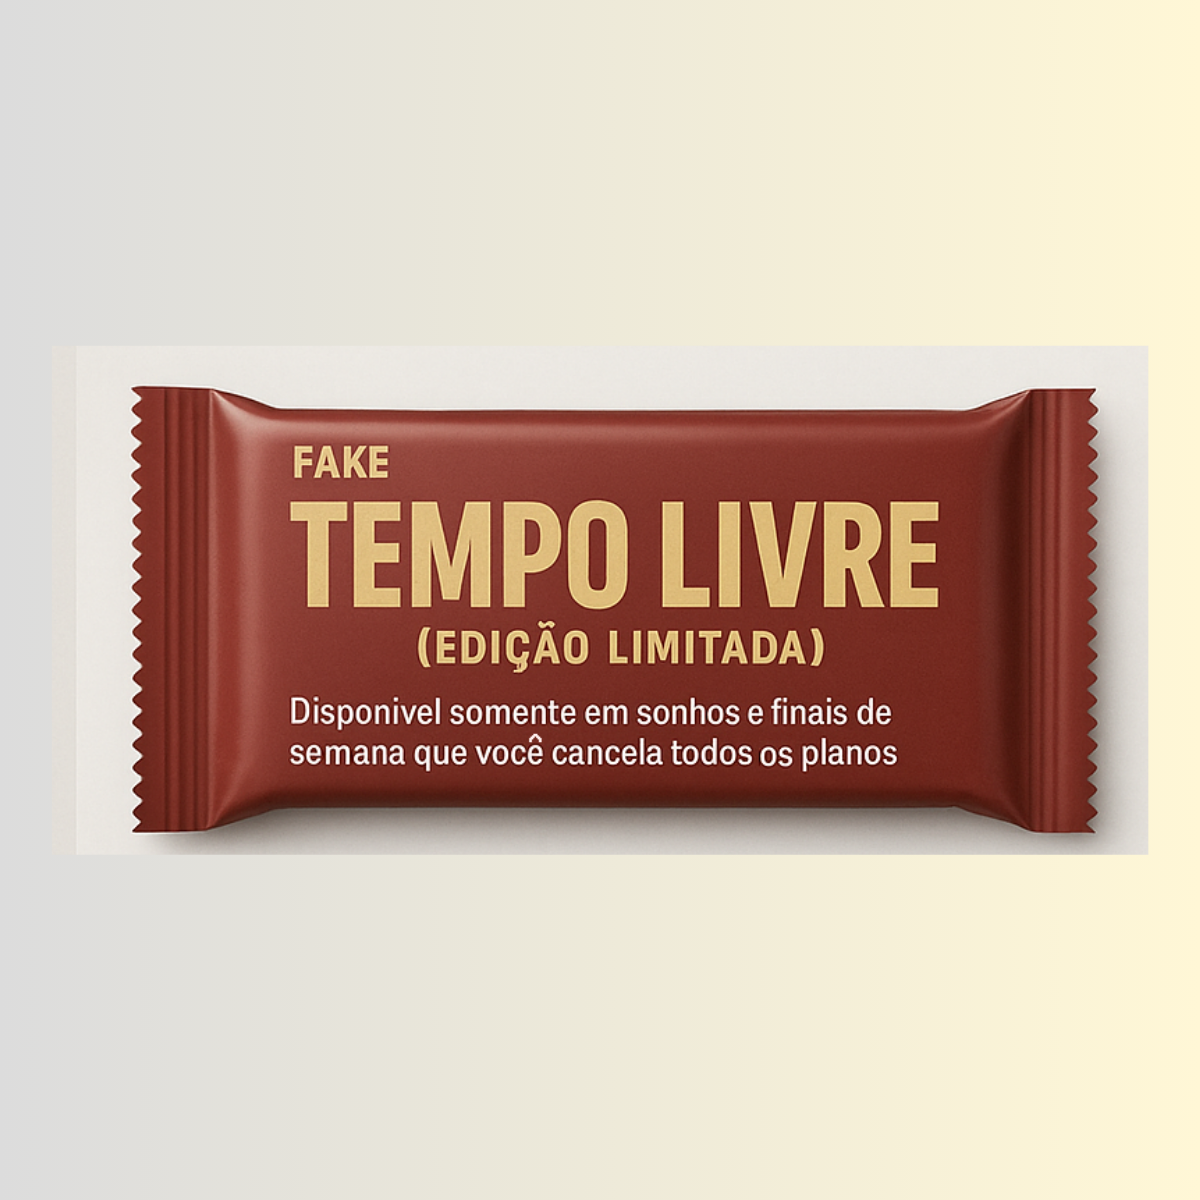 FAKE
TEMPO LIVRE
(EDIÇÃO LIMITADA)
Disponivel somente em sonhos e finais de
semana que você cancela todos os planos